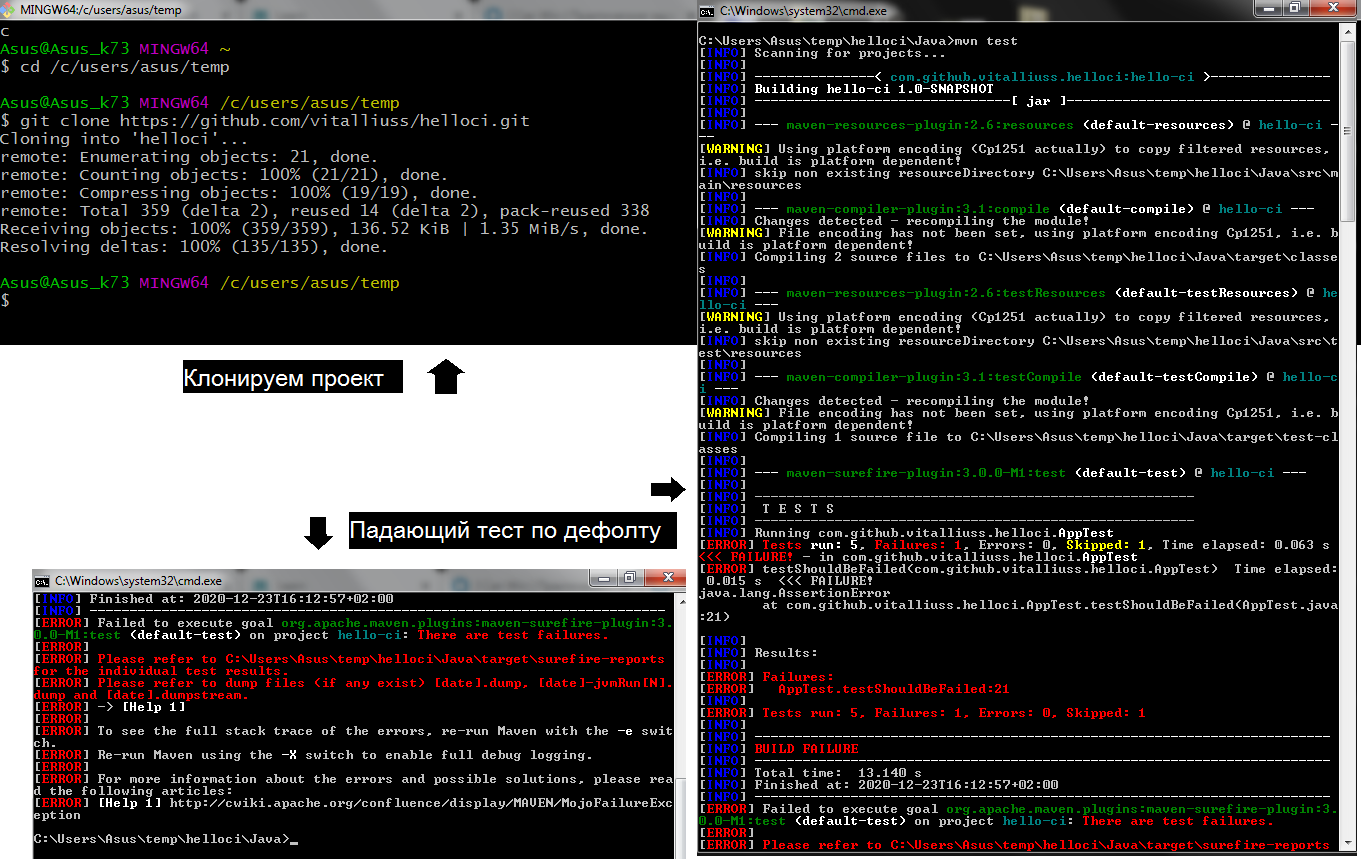 MINGW64:/c/users/asus/temp
c
Asus@Asus_k73 MINGW64 ~
$ cd /c/users/asus/temp
Asus@Asus_k73 MINGW64 /c/users/asus/temp
$ git clone https://github.com/vitalliuss/helloci.git
Cloning into 'helloci'...
remote: Enumerating objects: 21, done.
remote: Counting objects: 100% (21/21), done.
remote: Compressing objects: 100% (19/19), done.
remote: Total 359 (delta 2), reused 14 (delta 2), pack-reused 338
Receiving objects: 100% (359/359), 136.52 KiB | 1.35 MiB/s, done.
Resolving deltas: 100% (135/135), done.
Asus@Asus_k73 MINGW64 /c/users/asus/temp
$
Клонируем проект
Падающий тест по дефолту
C:\Windows\system32\cmd.exe
[INFO] Finished at: 2020-12-23T16:12:57+02:00
[INFO] ------------------------------------------------------------------------
[ERROR] Failed to execute goal org.apache.maven.plugins:maven-surefire-plugin:3.
0.0-M1:test (default-test) on project hello-ci: There are test failures.
[ERROR]
[ERROR] Please refer to C:\Users\Asus\temp\helloci\Java\target\surefire-reports
for the individual test results.
[ERROR] Please refer to dump files (if any exist) [date].dump, [date]-jvmRun[N].
dump and [date].dumpstream.
[ERROR] -> [Help 1]
[ERROR]
[ERROR] To see the full stack trace of the errors, re-run Maven with the -e swit
ch.
[ERROR] Re-run Maven using the -X switch to enable full debug logging.
[ERROR]
[ERROR] For more information about the errors and possible solutions, please rea
d the following articles:
[ERROR] [Help 1] http://cwiki.apache.org/confluence/display/MAVEN/MojoFailureExc
eption
C:\Users\Asus\temp\helloci\Java>_
C:\Windows\system32\cmd.exe
C:\Users\Asus\temp\helloci\Java>mvn test
[INFO] Scanning for projects...
[INFO]
[INFO] ---------------< com.github.vitalliuss.helloci:hello-ci >---------------
[INFO] Building hello-ci 1.0-SNAPSHOT
[INFO] --------------------------------[ jar ]---------------------------------
[INFO]
[INFO] --- maven-resources-plugin:2.6:resources (default-resources) @ hello-ci -
--
[WARNING] Using platform encoding (Cp1251 actually) to copy filtered resources,
i.e. build is platform dependent!
[INFO] skip non existing resourceDirectory C:\Users\Asus\temp\helloci\Java\src\m
ain\resources
[INFO]
[INFO] --- maven-compiler-plugin:3.1:compile (default-compile) @ hello-ci ---
[INFO] Changes detected - recompiling the module!
[WARNING] File encoding has not been set, using platform encoding Cp1251, i.e. b
uild is platform dependent!
[INFO] Compiling 2 source files to C:\Users\Asus\temp\helloci\Java\target\classe
s
[INFO]
[INFO] --- maven-resources-plugin:2.6:testResources (default-testResources) @ he
llo-ci ---
[WARNING] Using platform encoding (Cp1251 actually) to copy filtered resources,
i.e. build is platform dependent!
[INFO] skip non existing resourceDirectory C:\Users\Asus\temp\helloci\Java\src\t
est\resources
[INFO]
[INFO] --- maven-compiler-plugin:3.1:testCompile (default-testCompile) @ hello-c
i ---
[INFO] Changes detected - recompiling the module!
[WARNING] File encoding has not been set, using platform encoding Cp1251, i.e. b
uild is platform dependent!
[INFO] Compiling 1 source file to C:\Users\Asus\temp\helloci\Java\target\test-cl
asses
[INFO]
[INFO] --- maven-surefire-plugin:3.0.0-M1:test (default-test) @ hello-ci ---
[INFO]
[INFO] -------------------------------------------------------
[INFO]  T E S T S
[INFO] -------------------------------------------------------
[INFO] Running com.github.vitalliuss.helloci.AppTest
[ERROR] Tests run: 5, Failures: 1, Errors: 0, Skipped: 1, Time elapsed: 0.063 s
<<< FAILURE! - in com.github.vitalliuss.helloci.AppTest
[ERROR] testShouldBeFailed(com.github.vitalliuss.helloci.AppTest)  Time elapsed:
 0.015 s  <<< FAILURE!
java.lang.AssertionError
at com.github.vitalliuss.helloci.AppTest.testShouldBeFailed(AppTest.java
:21)
[INFO]
[INFO] Results:
[INFO]
[ERROR] Failures:
[ERROR]   AppTest.testShouldBeFailed:21
[INFO]
[ERROR] Tests run: 5, Failures: 1, Errors: 0, Skipped: 1
[INFO]
[INFO] ------------------------------------------------------------------------
[INFO] BUILD FAILURE
[INFO] ------------------------------------------------------------------------
[INFO] Total time:  13.140 s
[INFO] Finished at: 2020-12-23T16:12:57+02:00
[INFO] ------------------------------------------------------------------------
[ERROR] Failed to execute goal org.apache.maven.plugins:maven-surefire-plugin:3.
0.0-M1:test (default-test) on project hello-ci: There are test failures.
[ERROR]
[ERROR] Please refer to C:\Users\Asus\temp\helloci\Java\target\surefire-reports